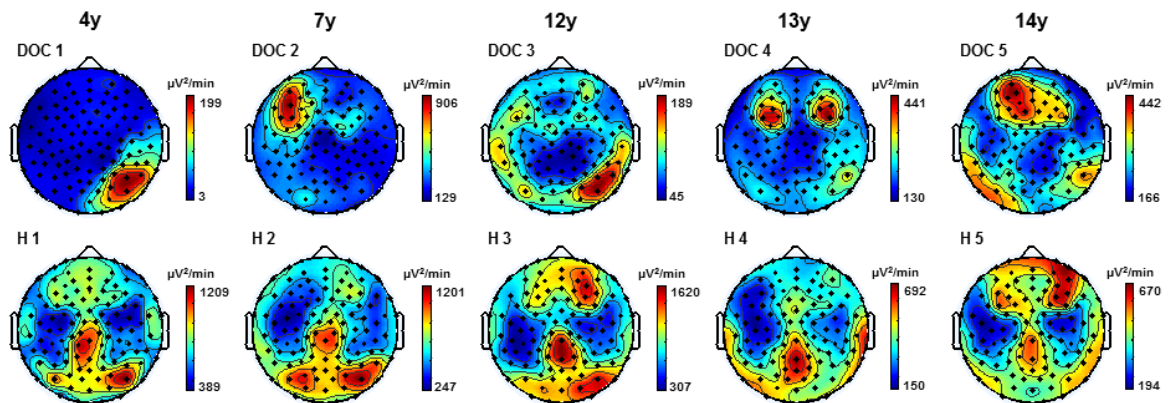 4y 7y 12y 13y 14y
DOC 1 DOC 2 DOC 3 DOC 4 DOC 5
µV²/min µV²/min µV²/min µV²/min µV²/min
199 906 189 441 442
3 129 45 130 166
H 1 H 2 H 3 H 4 H 5
µV²/min µV²/min µV²/min µV²/min µV²/min
1209 1201 1620 692 670
389 247 307 150 194